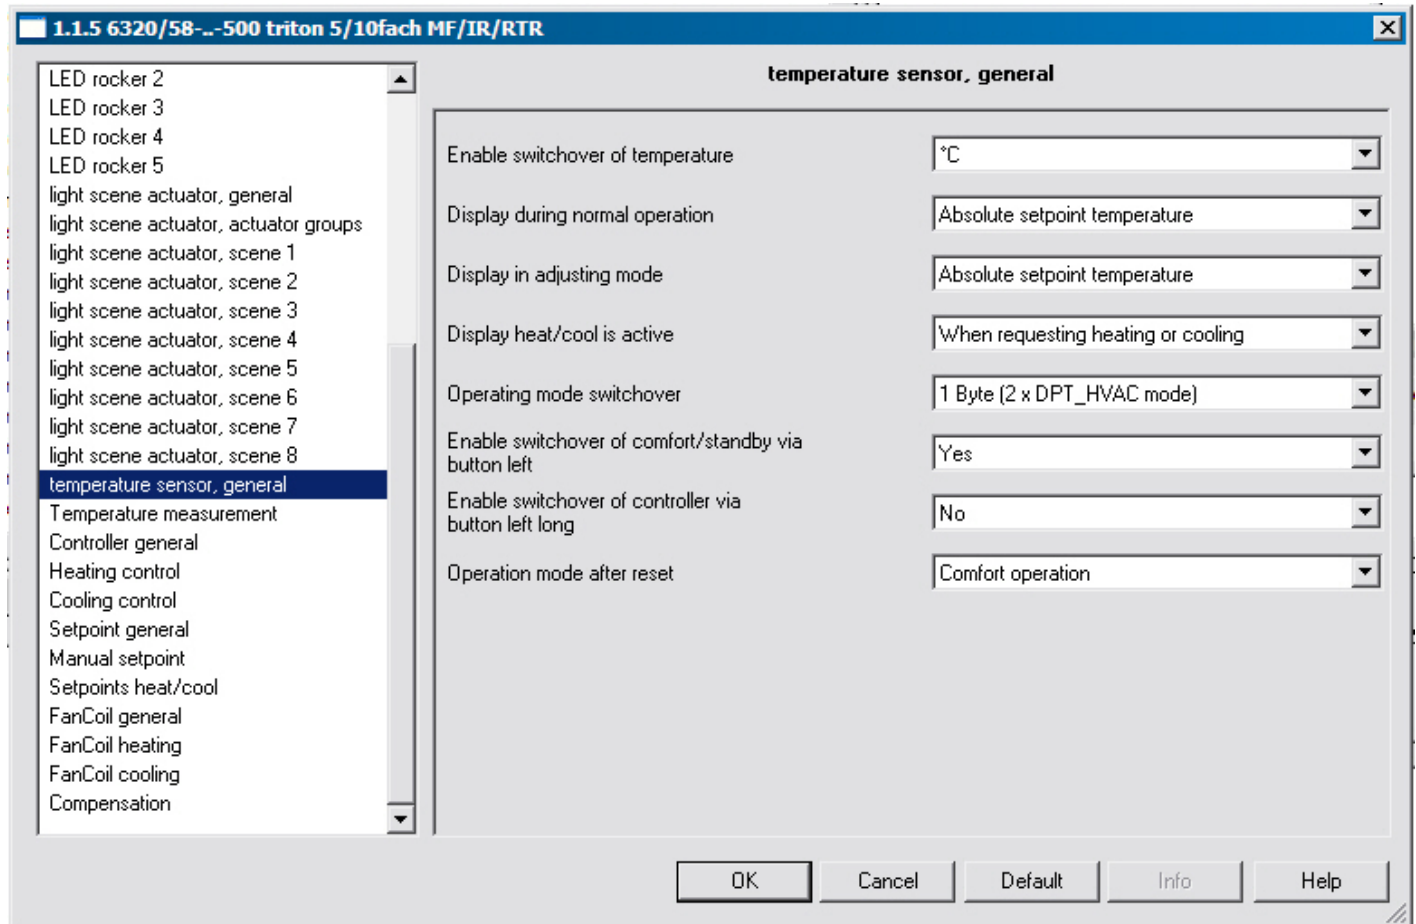 1.1.5 6320/58-..-500 triton 5/10fach MF/IR/RTR
LED rocker 2
LED rocker 3
LED rocker 4
LED rocker 5
light scene actuator, general
light scene actuator, actuator groups
light scene actuator, scene 1
light scene actuator, scene 2
light scene actuator, scene 3
light scene actuator, scene 4
light scene actuator, scene 5
light scene actuator, scene 6
light scene actuator, scene 7
light scene actuator, scene 8
temperature sensor, general
Temperature measurement
Controller general
Heating control
Cooling control
Setpoint general
Manual setpoint
Setpoints heat/cool
FanCoil general
FanCoil heating
FanCoil cooling
Compensation
temperature sensor, general
Enable switchover of temperature
°C
Display during normal operation
Absolute setpoint temperature
Display in adjusting mode
Absolute setpoint temperature
Display heat/cool is active
When requesting heating or cooling
Operating mode switchover
1 Byte (2 x DPT_HVAC mode)
Enable switchover of comfort/standby via
button left
Yes
Enable switchover of controller via
button left long
No
Operation mode after reset
Comfort operation
OK
Cancel
Default
Info
Help